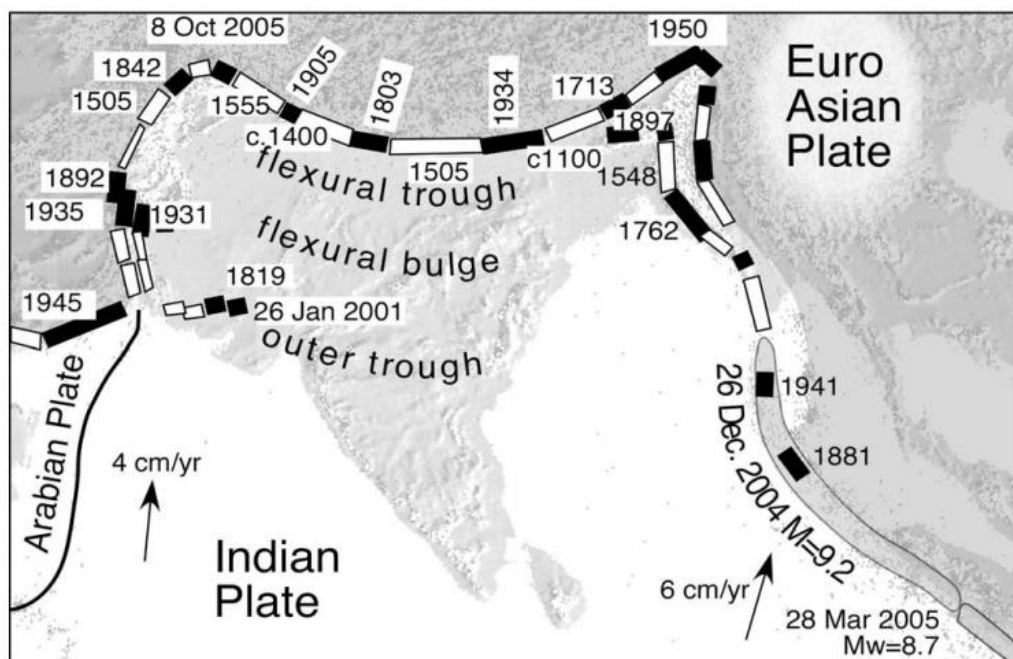 8 Oct 2005
1842
1505
1555
1905
c.1400
1803
1505
1934
c1100
1713
1897
1950
1548
1762
Euro
Asian
Plate
flexural trough
flexural bulge
outer trough
1892
1935
1931
1819
26 Jan 2001
1945
Arabian Plate
4 cm/yr
Indian
Plate
6 cm/yr
1941
1881
26 Dec. 2004 M=9.2
28 Mar 2005
Mw=8.7